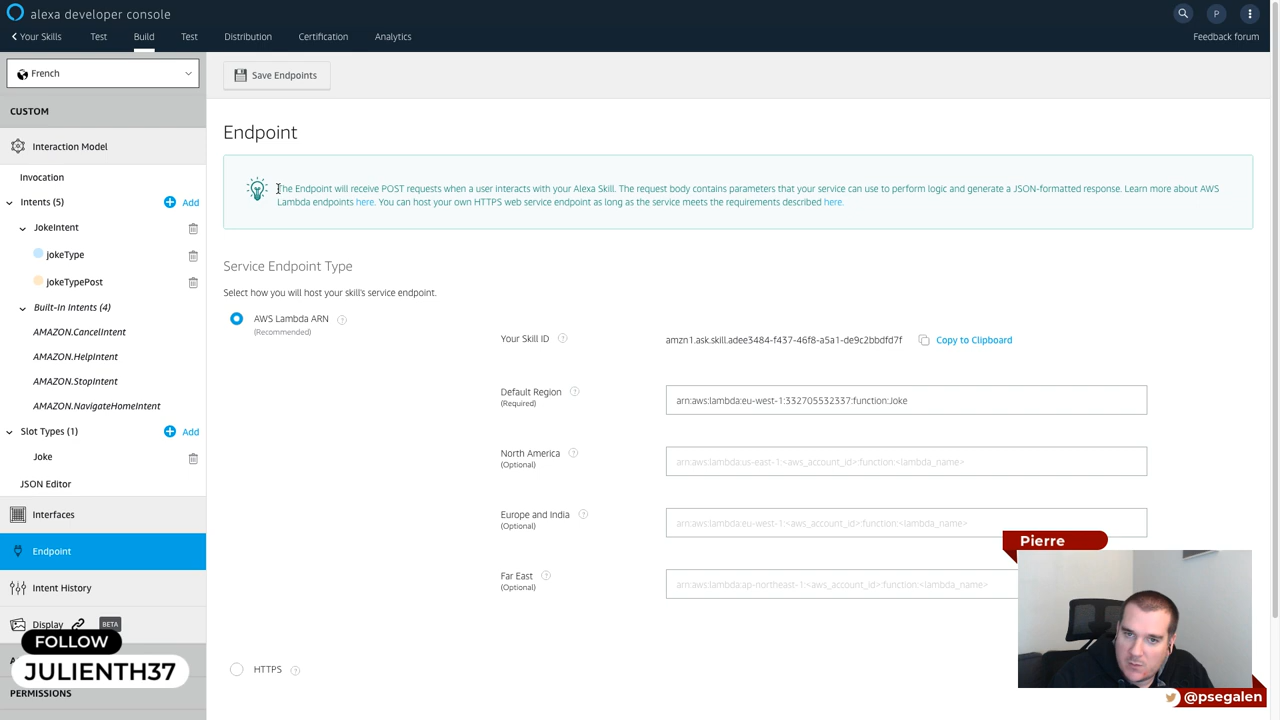 alexa developer console
P
Your Skills
Test
Build
Test
Distribution
Certification
Analytics
Feedback forum
French
Save Endpoints
CUSTOM
Interaction Model
Invocation
Intents (5)
Add
JokeIntent
jokeType
jokeTypePost
Built-In Intents (4)
AMAZON.CancelIntent
AMAZON.HelpIntent
AMAZON.StopIntent
AMAZON.NavigateHomeIntent
Slot Types (1)
Add
Joke
JSON Editor
Interfaces
Endpoint
Intent History
Display
BETA
FOLLOW
JULIENTH37
PERMISSIONS
Endpoint
The Endpoint will receive POST requests when a user interacts with your Alexa Skill. The request body contains parameters that your service can use to perform logic and generate a JSON-formatted response. Learn more about AWS
Lambda endpoints here. You can host your own HTTPS web service endpoint as long as the service meets the requirements described here.
Service Endpoint Type
Select how you will host your skill's service endpoint.
AWS Lambda ARN
(Recommended)
Your Skill ID
amzn1.ask.skill.adee3484-f437-46f8-a5a1-de9c2bbdfd7f
Copy to Clipboard
Default Region
(Required)
arn:aws:lambda:eu-west-1:332705532337:function:Joke
North America
(Optional)
arn:aws:lambda:us-east-1:<aws_account_id>:function:<lambda_name>
Europe and India
(Optional)
arn:aws:lambda:eu-west-1:<aws_account_id>:function:<lambda_name>
Far East
(Optional)
arn:aws:lambda:ap-northeast-1:<aws_account_id>:function:<lambda_name>
HTTPS
Pierre
@psegalen